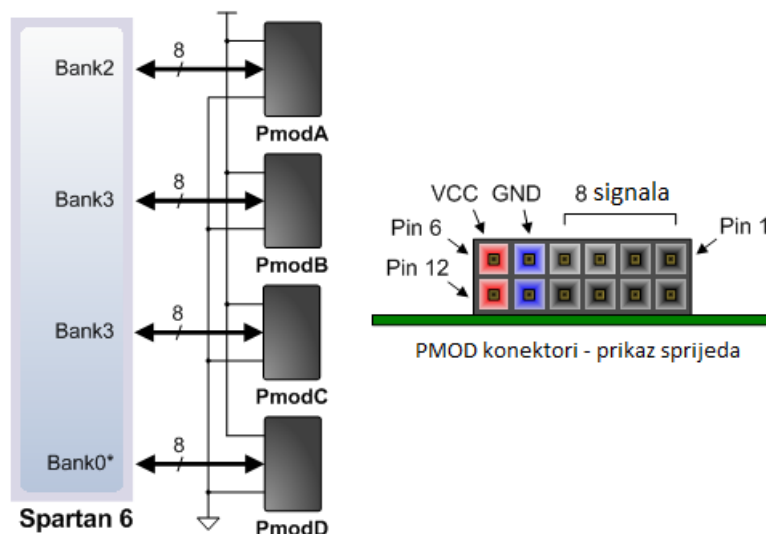 Bank2
8
PmodA
Bank3
8
PmodB
Bank3
8
PmodC
Bank0*
8
PmodD
Spartan 6
VCC GND
8 signala
Pin 6
Pin 1
Pin 12
PMOD konektori - prikaz sprijeda